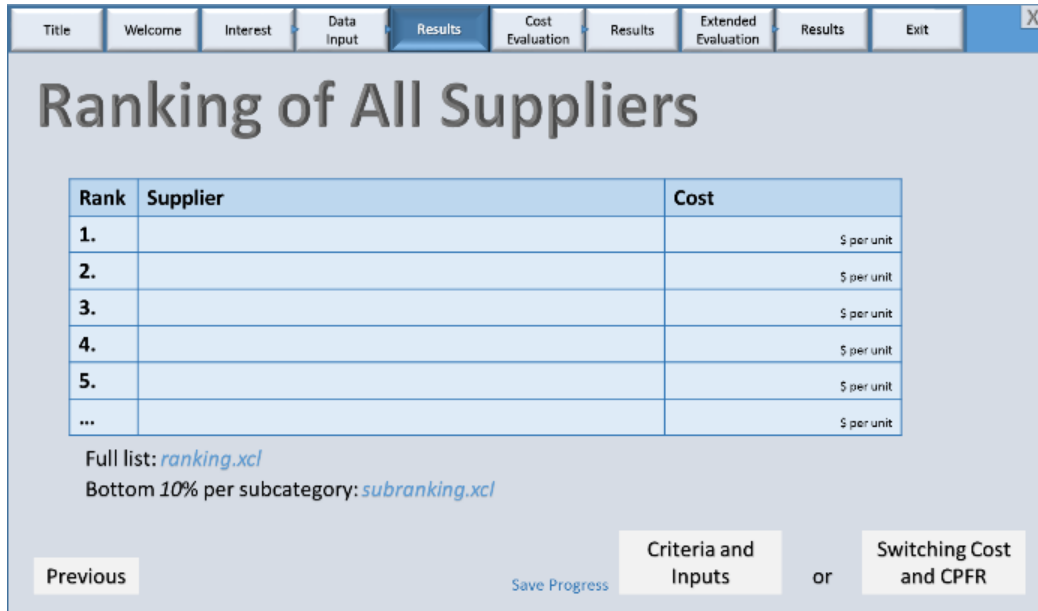 Title Welcome Interest Data Input Results Cost Evaluation Results Extended Evaluation Results Exit X
Ranking of All Suppliers
Rank Supplier Cost
1. $ per unit
2. $ per unit
3. $ per unit
4. $ per unit
5. $ per unit
... $ per unit
Full list: ranking.xcl
Bottom 10% per subcategory: subranking.xcl
Previous
Save Progress
Criteria and
Inputs
or
Switching Cost
and CPFR